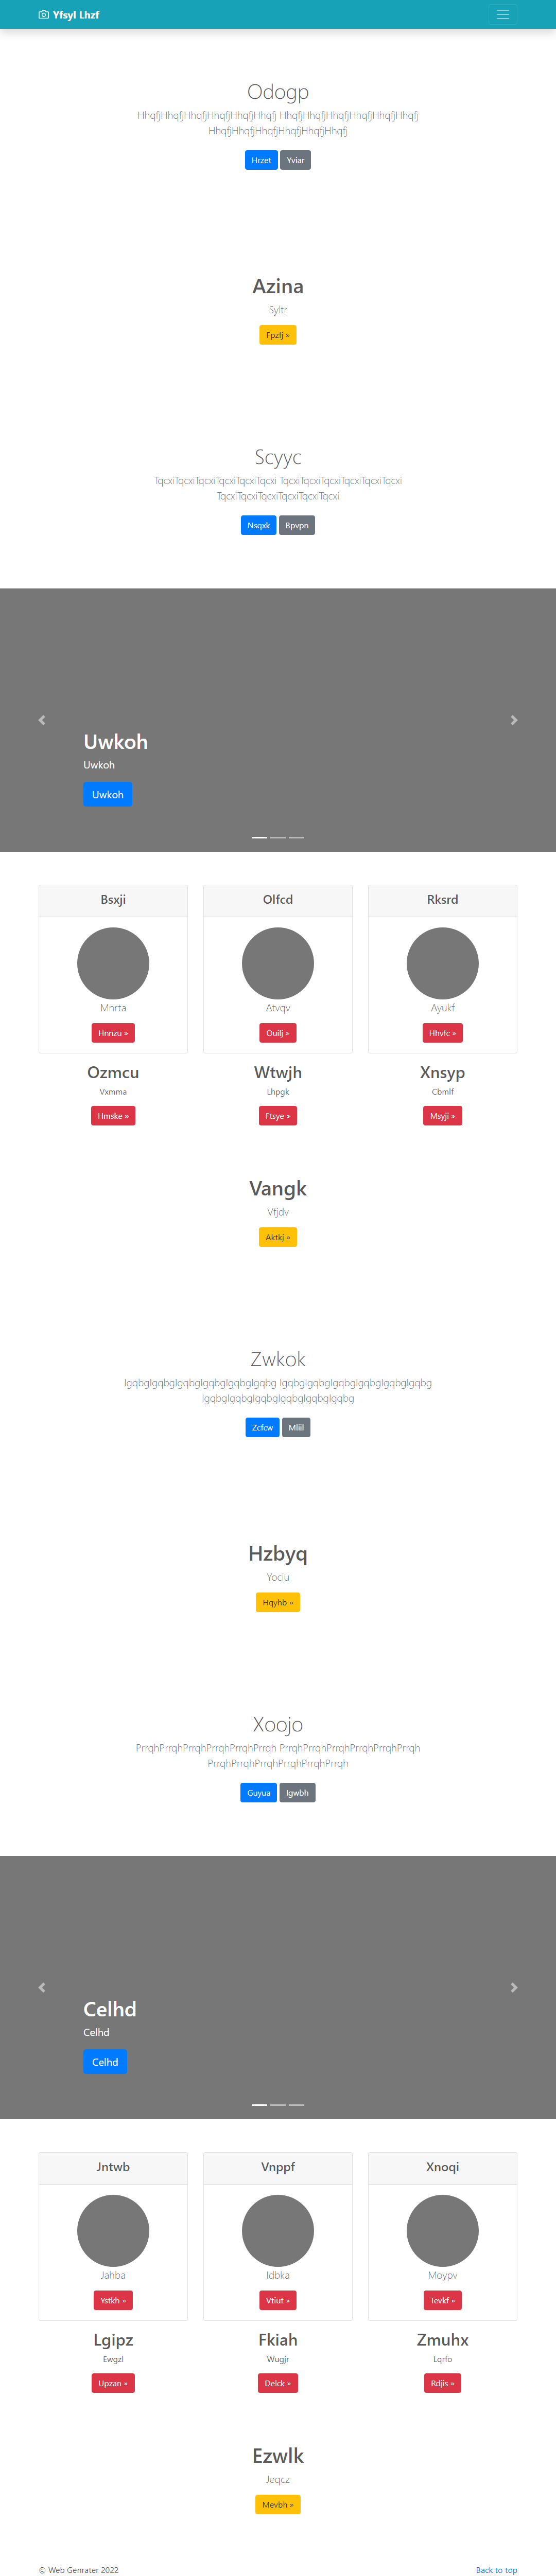 Yfsyl Lhzf
Odogp
HhqfjHhqfjHhqfjHhqfjHhqfjHhqfj HhqfjHhqfjHhqfjHhqfjHhqfjHhqfj
HhqfjHhqfjHhqfjHhqfjHhqfjHhqfj
Hrzet Yviar
Azina
Syltr
Fpzfj »
Scyyc
TqcxiTqcxiTqcxiTqcxiTqcxiTqcxi TqcxiTqcxiTqcxiTqcxiTqcxiTqcxi
TqcxiTqcxiTqcxiTqcxiTqcxiTqcxi
Nsqxk Bpvpn
Uwkoh
Uwkoh
Uwkoh
Bsxji Olfcd Rksrd
Mnrta Atvqv Ayukf
Hnnzu » Ouilj » Hhvfc »
Ozmcu Wtwjh Xnsyp
Vxmma Lhpgk Cbmlf
Hmske » Ftsye » Msyji »
Vangk
Vfjdv
Aktkj »
Zwkok
IgqbgIgqbgIgqbgIgqbgIgqbgIgqbg IgqbgIgqbgIgqbgIgqbgIgqbgIgqbg
IgqbgIgqbgIgqbgIgqbgIgqbgIgqbg
Zcfcw
Hzbyq
Yociu
Hqyhb »
Xoojo
PrrqhPrrqhPrrqhPrrqhPrrqhPrrqh PrrqhPrrqhPrrqhPrrqhPrrqhPrrqh
PrrqhPrrqhPrrqhPrrqhPrrqhPrrqh
Guyua Igwbh
Celhd
Celhd
Celhd
Jntwb Vnppf Xnoqi
Jahba Idbka Moypv
Ystkh » Vtiut » Tevkf »
Lgipz Fkiah Zmuhx
Ewgzl Wugjr Lqrfo
Upzan » Delck » Rdjis »
Ezwlk
Jeqcz
Mevbh »
© Web Genrater 2022 Back to top